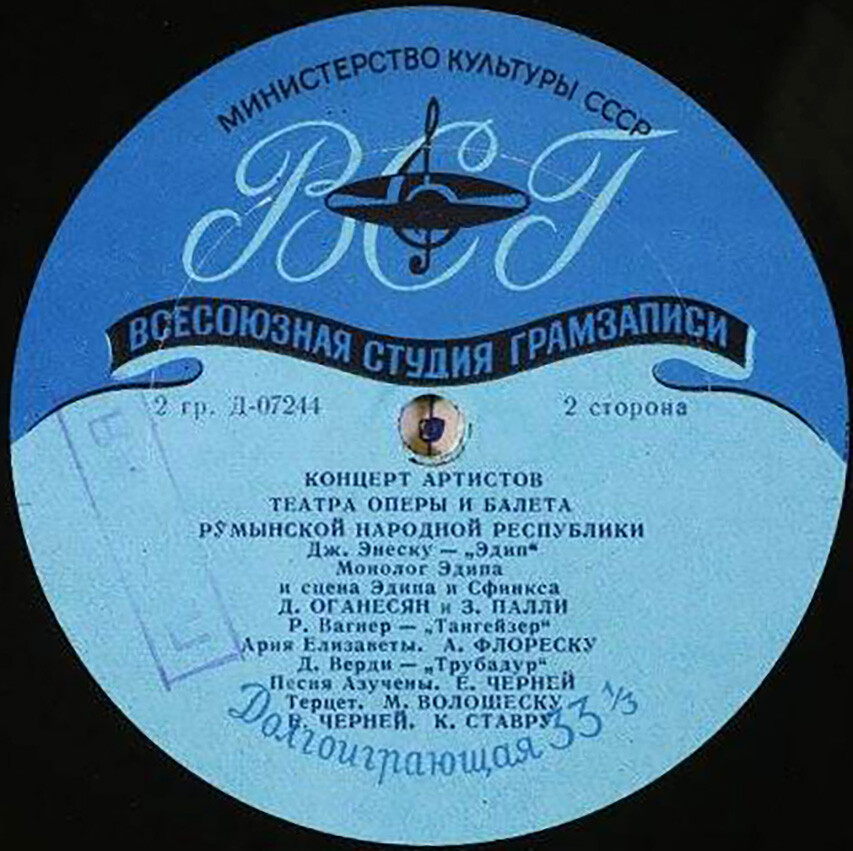 МИНИСТЕРСТВО КУЛЬТУРЫ СССР
ВСГ
ВСЕСОЮЗНАЯ СТУДИЯ ГРАМЗАПИСИ
2 гр. Д-07244 2 сторона
КОНЦЕРТ АРТИСТОВ
ТЕАТРА ОПЕРЫ И БАЛЕТА
РУМЫНСКОЙ НАРОДНОЙ РЕСПУБЛИКИ
Дж. Энеску — „Эдип“
Монолог Эдипа
и сцена Эдипа и Сфинкса
Д. ОГАНЕСЯН и З. ПАЛЛИ
Р. Вагнер — „Тангейзер“
Ария Елизаветы. А. ФЛОРЕСКУ
Д. Верди — „Трубадур“
Песня Азучены. Е. ЧЕРНЕЙ
Терцет. М. ВОЛОШЕСКУ,
Е. ЧЕРНЕЙ, К. СТАВРУ
Долгоиграющая 33 1/3